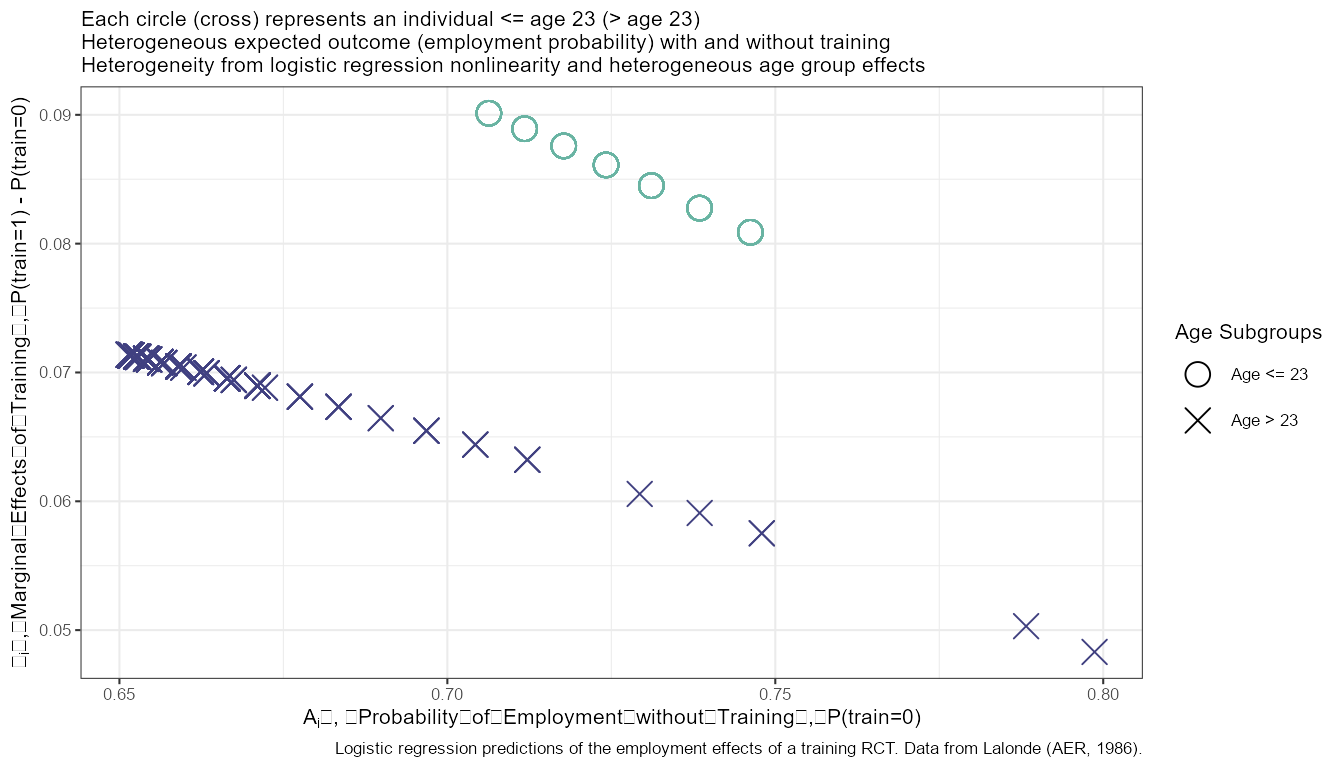 Each circle (cross) represents an individual <= age 23 (> age 23)
Heterogeneous expected outcome (employment probability) with and without training
Heterogeneity from logistic regression nonlinearity and heterogeneous age group effects
□ᵢ□,□Marginal□Effects□of□Training□,□P(train=1) - P(train=0)
0.09
0.08
0.07
0.06
0.05
0.65
0.70
0.75
0.80
Aᵢ□, □Probability□of□Employment□without□Training□,□P(train=0)
Age Subgroups
Age <= 23
Age > 23
Logistic regression predictions of the employment effects of a training RCT. Data from Lalonde (AER, 1986).